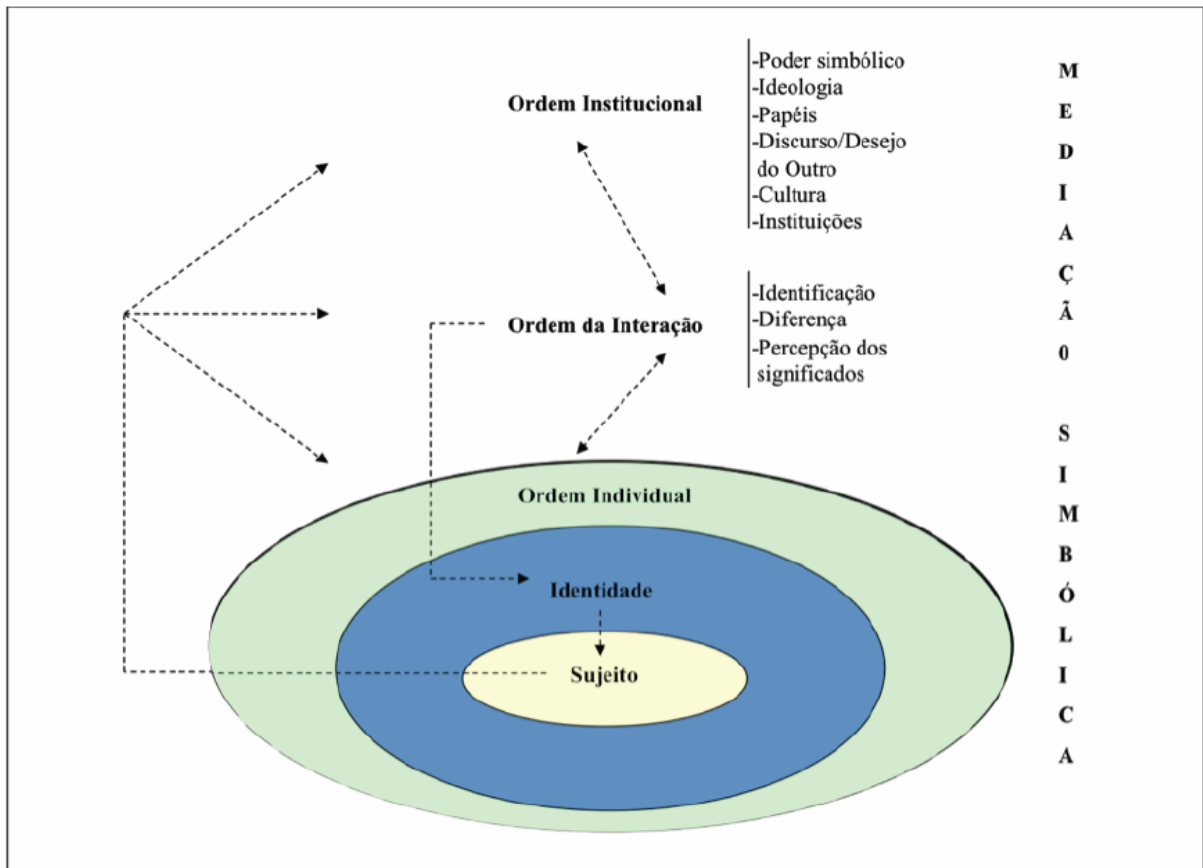 Ordem Institucional
-Poder simbólico
-Ideologia
-Papéis
-Discurso/Desejo
do Outro
-Cultura
-Instituições
Ordem da Interação
-Identificação
-Diferença
-Percepção dos
significados
Ordem Individual
Identidade
Sujeito
M
E
D
I
A
Ç
Ã
0
S
I
M
B
Ó
L
I
C
A